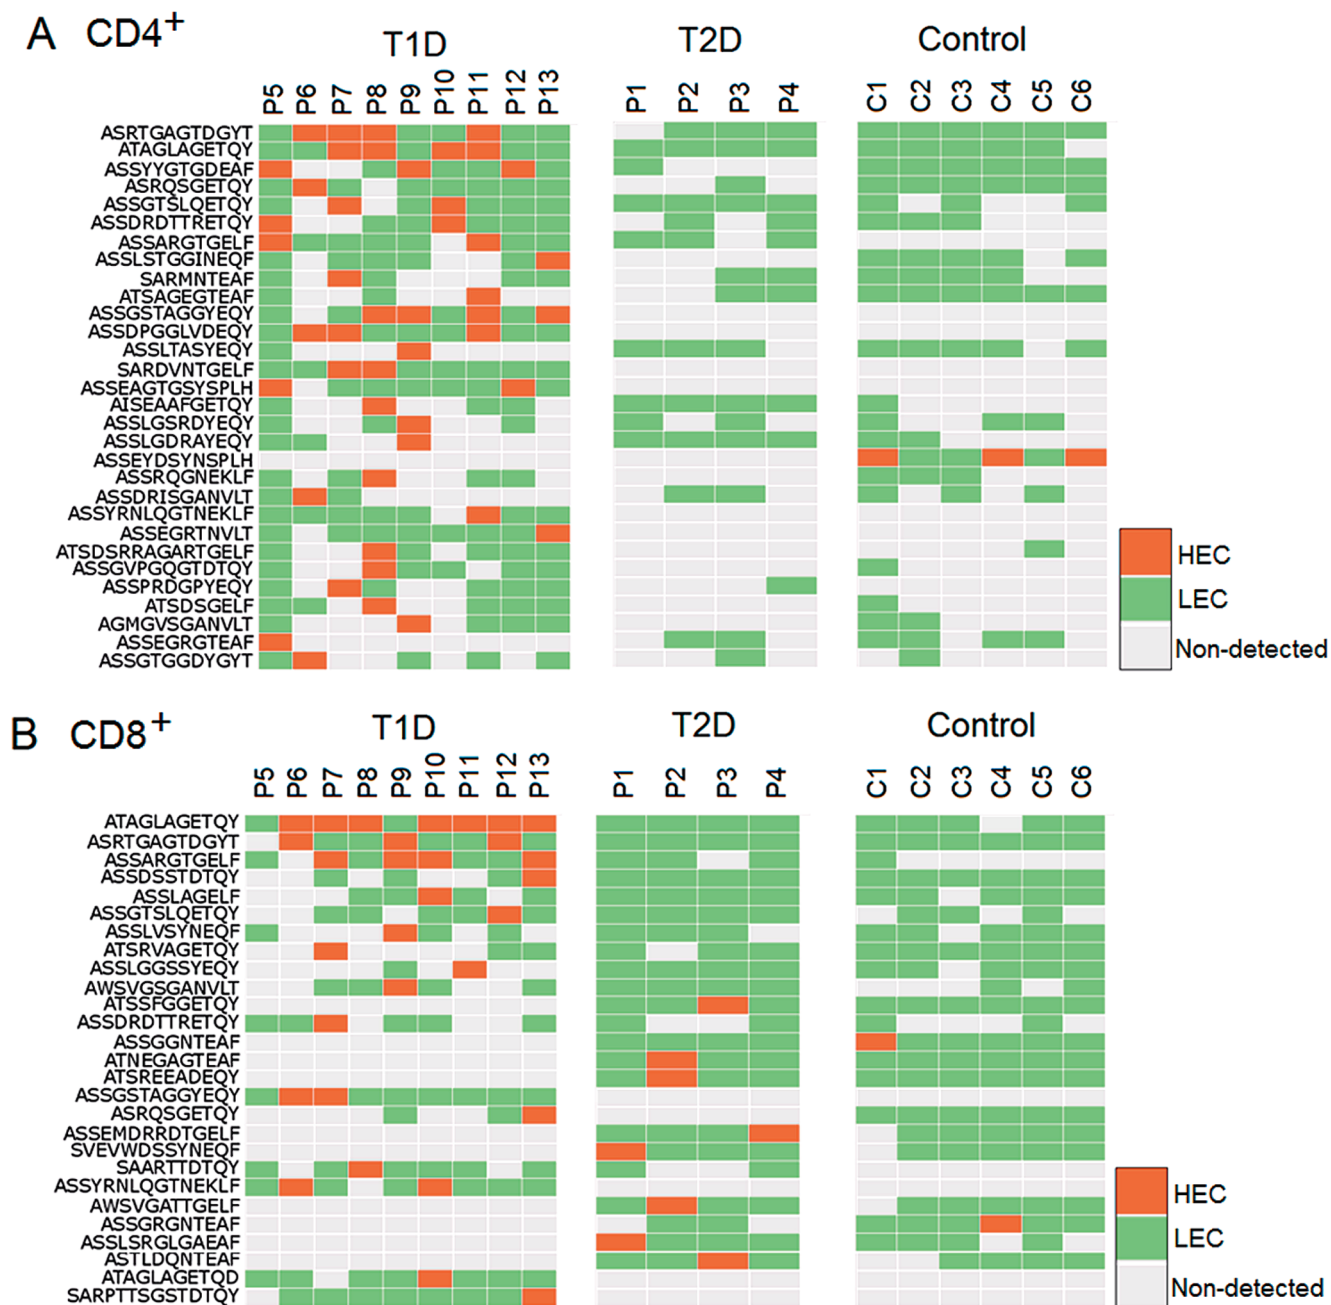 A CD4+
T1D T2D Control
P5 P6 P7 P8 P9 P10 P11 P12 P13 P1 P2 P3 P4 C1 C2 C3 C4 C5 C6
ASRTGAGTDGYT
ATAGLAGETQY
ASSYYGTGDEAF
ASRQSGETQY
ASSGTSLQETQY
ASSDRDTTRETQY
ASSARGTGELF
ASSLSTGGINEQF
SARMNTEAF
ATSAGEGTEAF
ASSGSTAGGYEQY
ASSDPGGLVDEQY
ASSLTASYEQY
SARDVNTGELF
ASSEAGTGSYSPLH
AISEAAFGETQY
ASSLGSRDYEQY
ASSLGDRAYEQY
ASSEYDSYNSPLH
ASSRQGNEKLF
ASSDRISGANVLT
ASSYRNLQGTNEKLF
ASSEGRTNVLT
ATSDSRRAGARTGELF
ASSGVPGQGTDTQY
ASSPRDGPYEQY
ATSDSGELF
AGMGVSGANVLT
ASSEGRGTEAF
ASSGTGGDYGYT
HEC
LEC
Non-detected
B CD8+
T1D T2D Control
P5 P6 P7 P8 P9 P10 P11 P12 P13 P1 P2 P3 P4 C1 C2 C3 C4 C5 C6
ATAGLAGETQY
ASRTGAGTDGYT
ASSARGTGELF
ASSDSSTDTQY
ASSLAGELF
ASSGTSLQETQY
ASSLVSYNEQF
ATSRVAGETQY
ASSLGGSSYEQY
AWSVGSGANVLT
ATSSFGGETQY
ASSDRDTTRETQY
ASSGGNTEAF
ATNEGAGTEAF
ATSREEADEQY
ASSGSTAGGYEQY
ASRQSGETQY
ASSEMDRRDTGELF
SVEVWDSSYNEQF
SAARTTDTQY
ASSYRNLQGTNEKLF
AWSVGATTGELF
ASSGRGNTEAF
ASSLSRGLGAEAF
ASTLDQNTEAF
ATAGLAGETQD
SARPTTSGSTDTQY
HEC
LEC
Non-detected